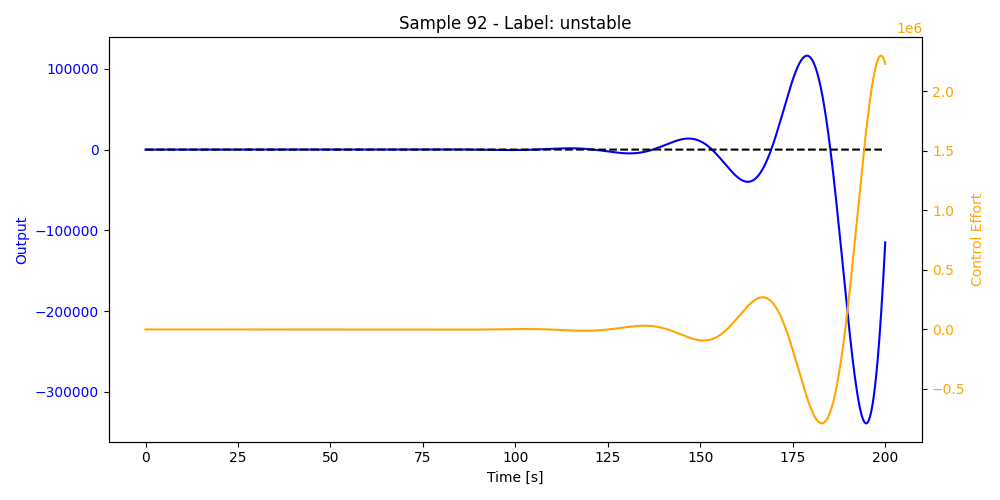 Sample 92 - Label: unstable
1e6
100000
0
−100000
−200000
−300000
Output
2.0
1.5
1.0
0.5
0.0
−0.5
Control Effort
0 25 50 75 100 125 150 175 200
Time [s]